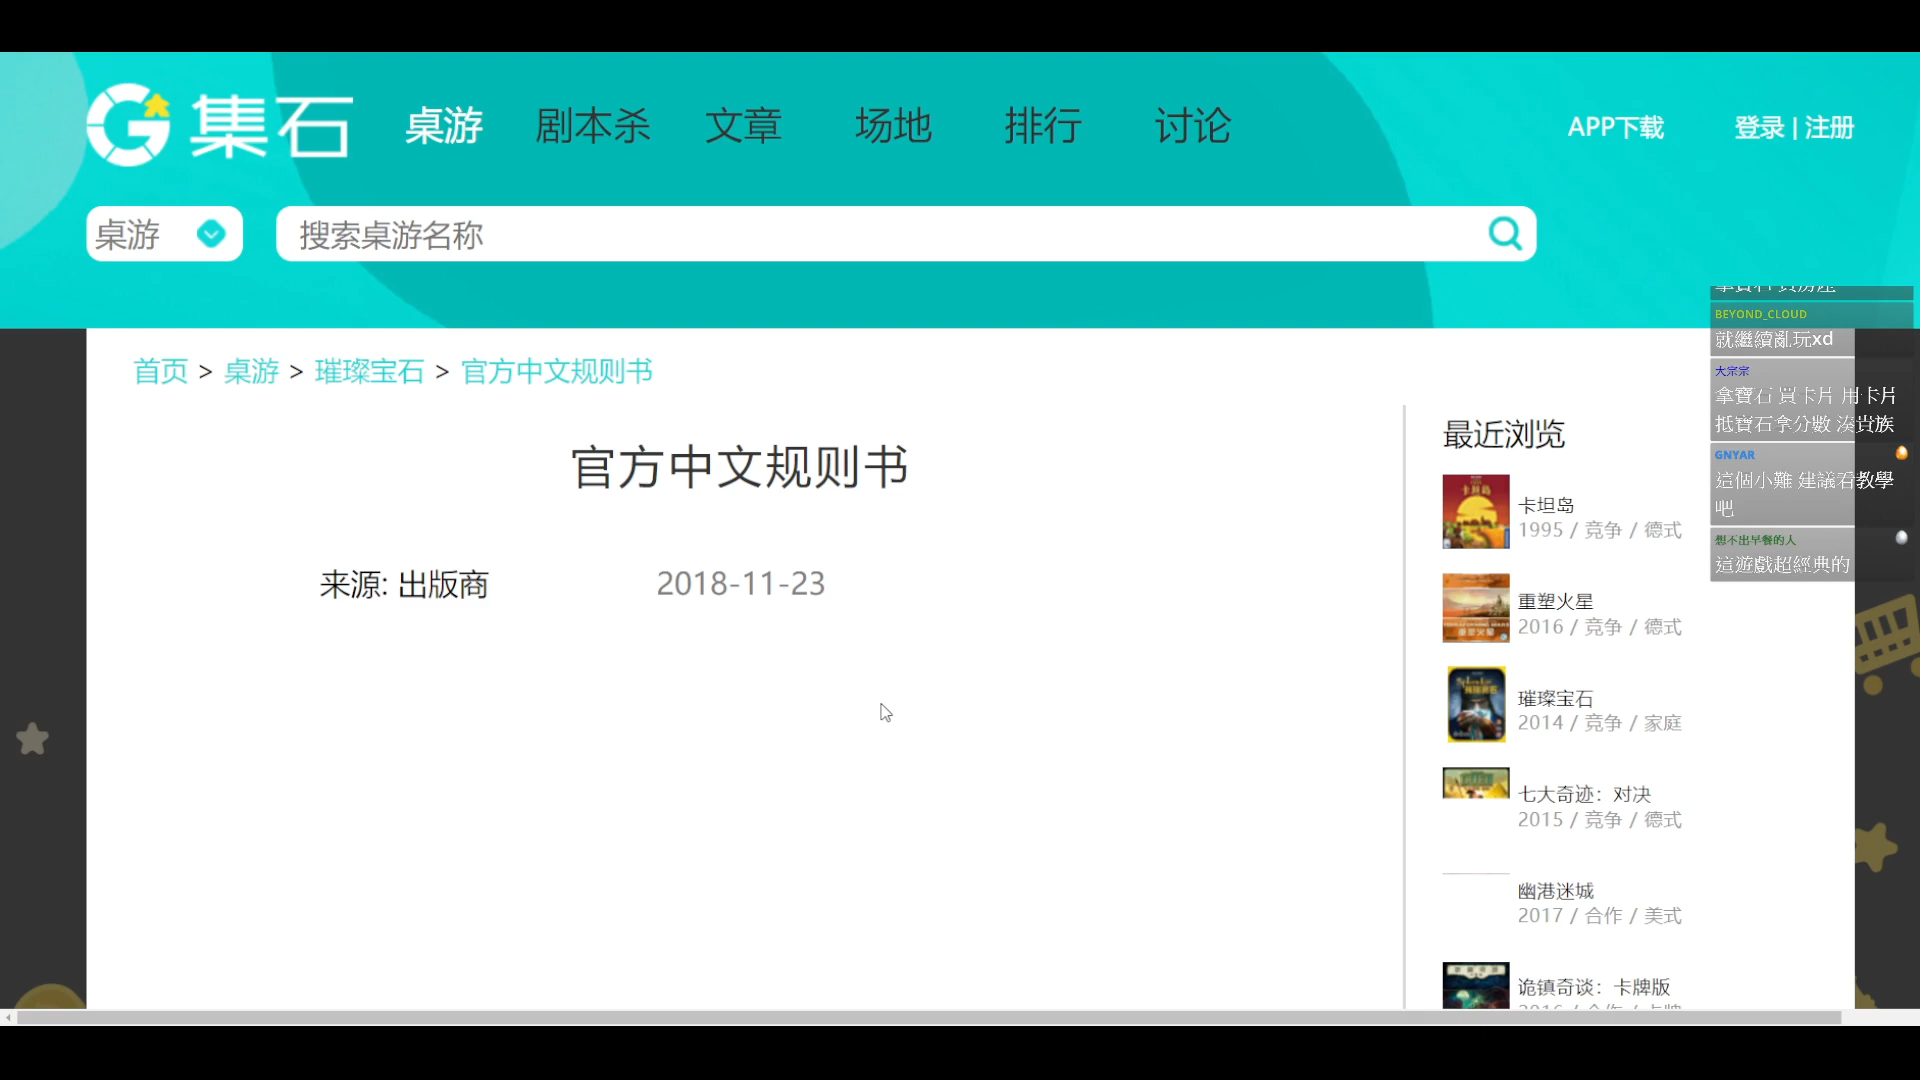 集石
桌游 剧本杀 文章 场地 排行 讨论
APP下载 登录 | 注册
桌游
搜索桌游名称
首页 > 桌游 > 璀璨宝石 > 官方中文规则书
官方中文规则书
来源: 出版商 2018-11-23
最近浏览
卡坦岛
1995 / 竞争 / 德式
重塑火星
2016 / 竞争 / 德式
璀璨宝石
2014 / 竞争 / 家庭
七大奇迹：对决
2015 / 竞争 / 德式
幽港迷城
2017 / 合作 / 美式
诡镇奇谈：卡牌版
BEYOND_CLOUD
就繼續亂玩xd
大宗宗
拿寶石 買卡片 用卡片
抵寶石拿分數 湊貴族
GNYAR
這個小難 建議看教學
吧
想不出早餐的人
這遊戲超經典的